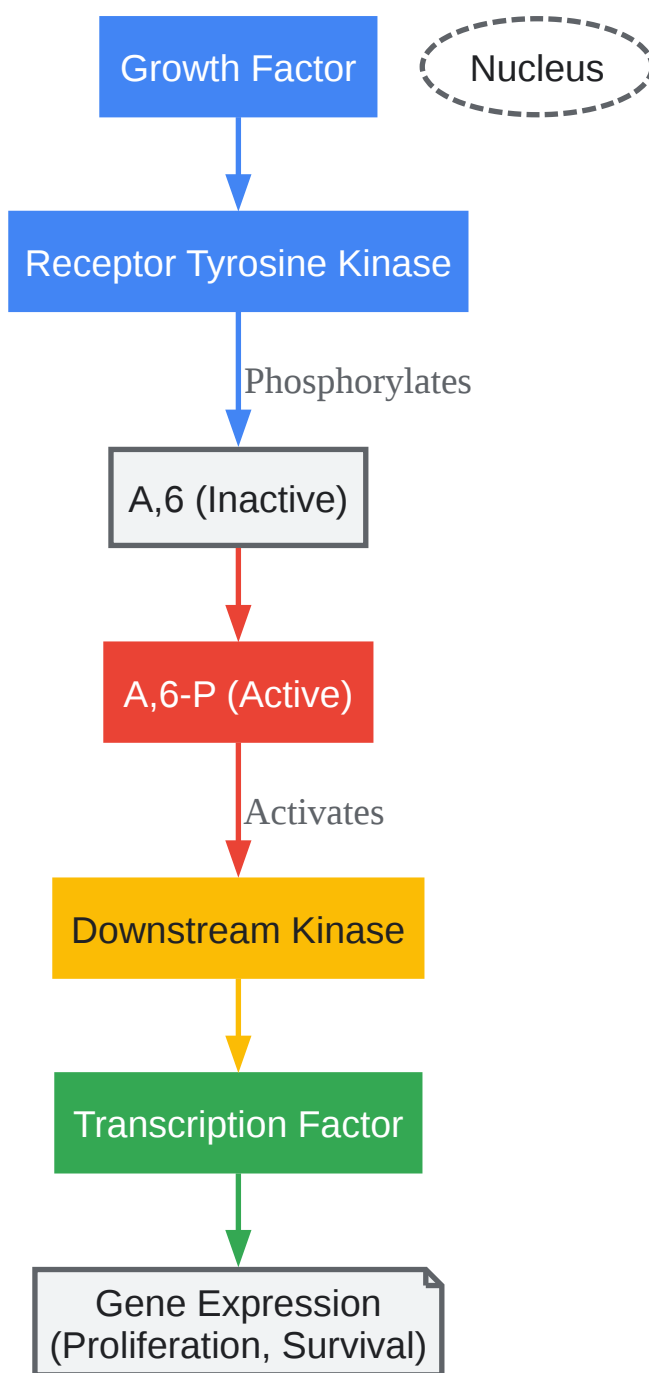 Growth Factor
Nucleus
Receptor Tyrosine Kinase
Phosphorylates
A,6 (Inactive)
A,6-P (Active)
Activates
Downstream Kinase
Transcription Factor
Gene Expression
(Proliferation, Survival)